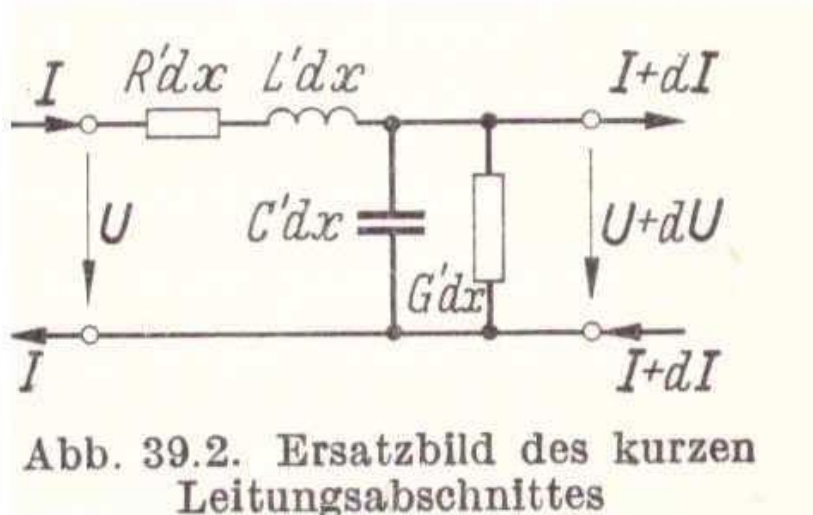 R'dx L'dx I+dI
I
U C'dx U+dU
G'dx
I I+dI
Abb. 39.2. Ersatzbild des kurzen
Leitungsabschnittes